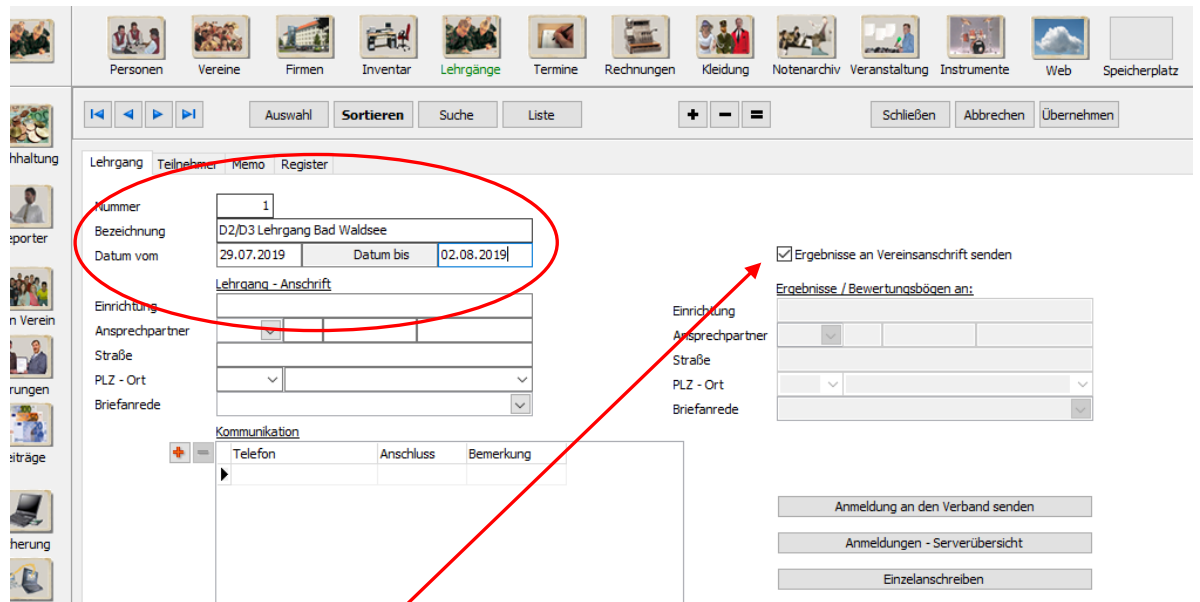 Personen Vereine Firmen Inventar Lehrgänge Termine Rechnungen Kleidung Notenarchiv Veranstaltung Instrumente Web Speicherplatz
Auswahl Sortieren Suche Liste + − = Schließen Abbrechen Übernehmen
hhaltung
eporter
n Verein
rungen
eiträge
herung
Lehrgang Teilnehmer Memo Register
Nummer 1
Bezeichnung D2/D3 Lehrgang Bad Waldsee
Datum vom 29.07.2019 Datum bis 02.08.2019
Lehrgang - Anschrift
Einrichtung
Ansprechpartner
Straße
PLZ - Ort
Briefanrede
Kommunikation
Telefon Anschluss Bemerkung
Ergebnisse an Vereinsanschrift senden
Ergebnisse / Bewertungsbögen an:
Einrichtung
Ansprechpartner
Straße
PLZ - Ort
Briefanrede
Anmeldung an den Verband senden
Anmeldungen - Serverübersicht
Einzelanschreiben